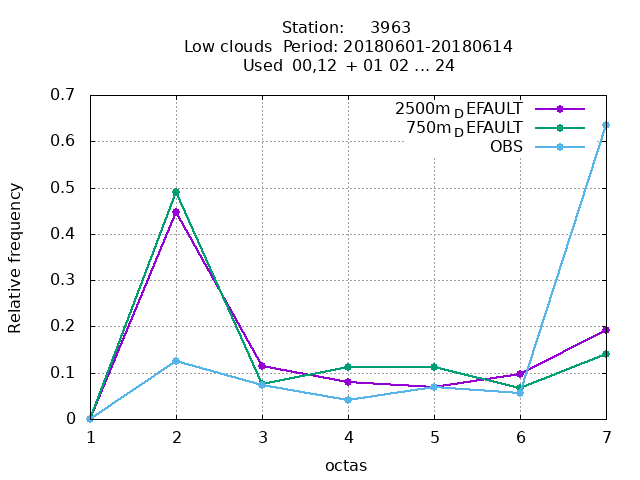 Station: 3963
Low clouds Period: 20180601-20180614
Used 00,12 + 01 02 ... 24
0.7
0.6
0.5
0.4
0.3
0.2
0.1
0
Relative frequency
2500m_DEFAULT
750m_DEFAULT
OBS
1 2 3 4 5 6 7
octas